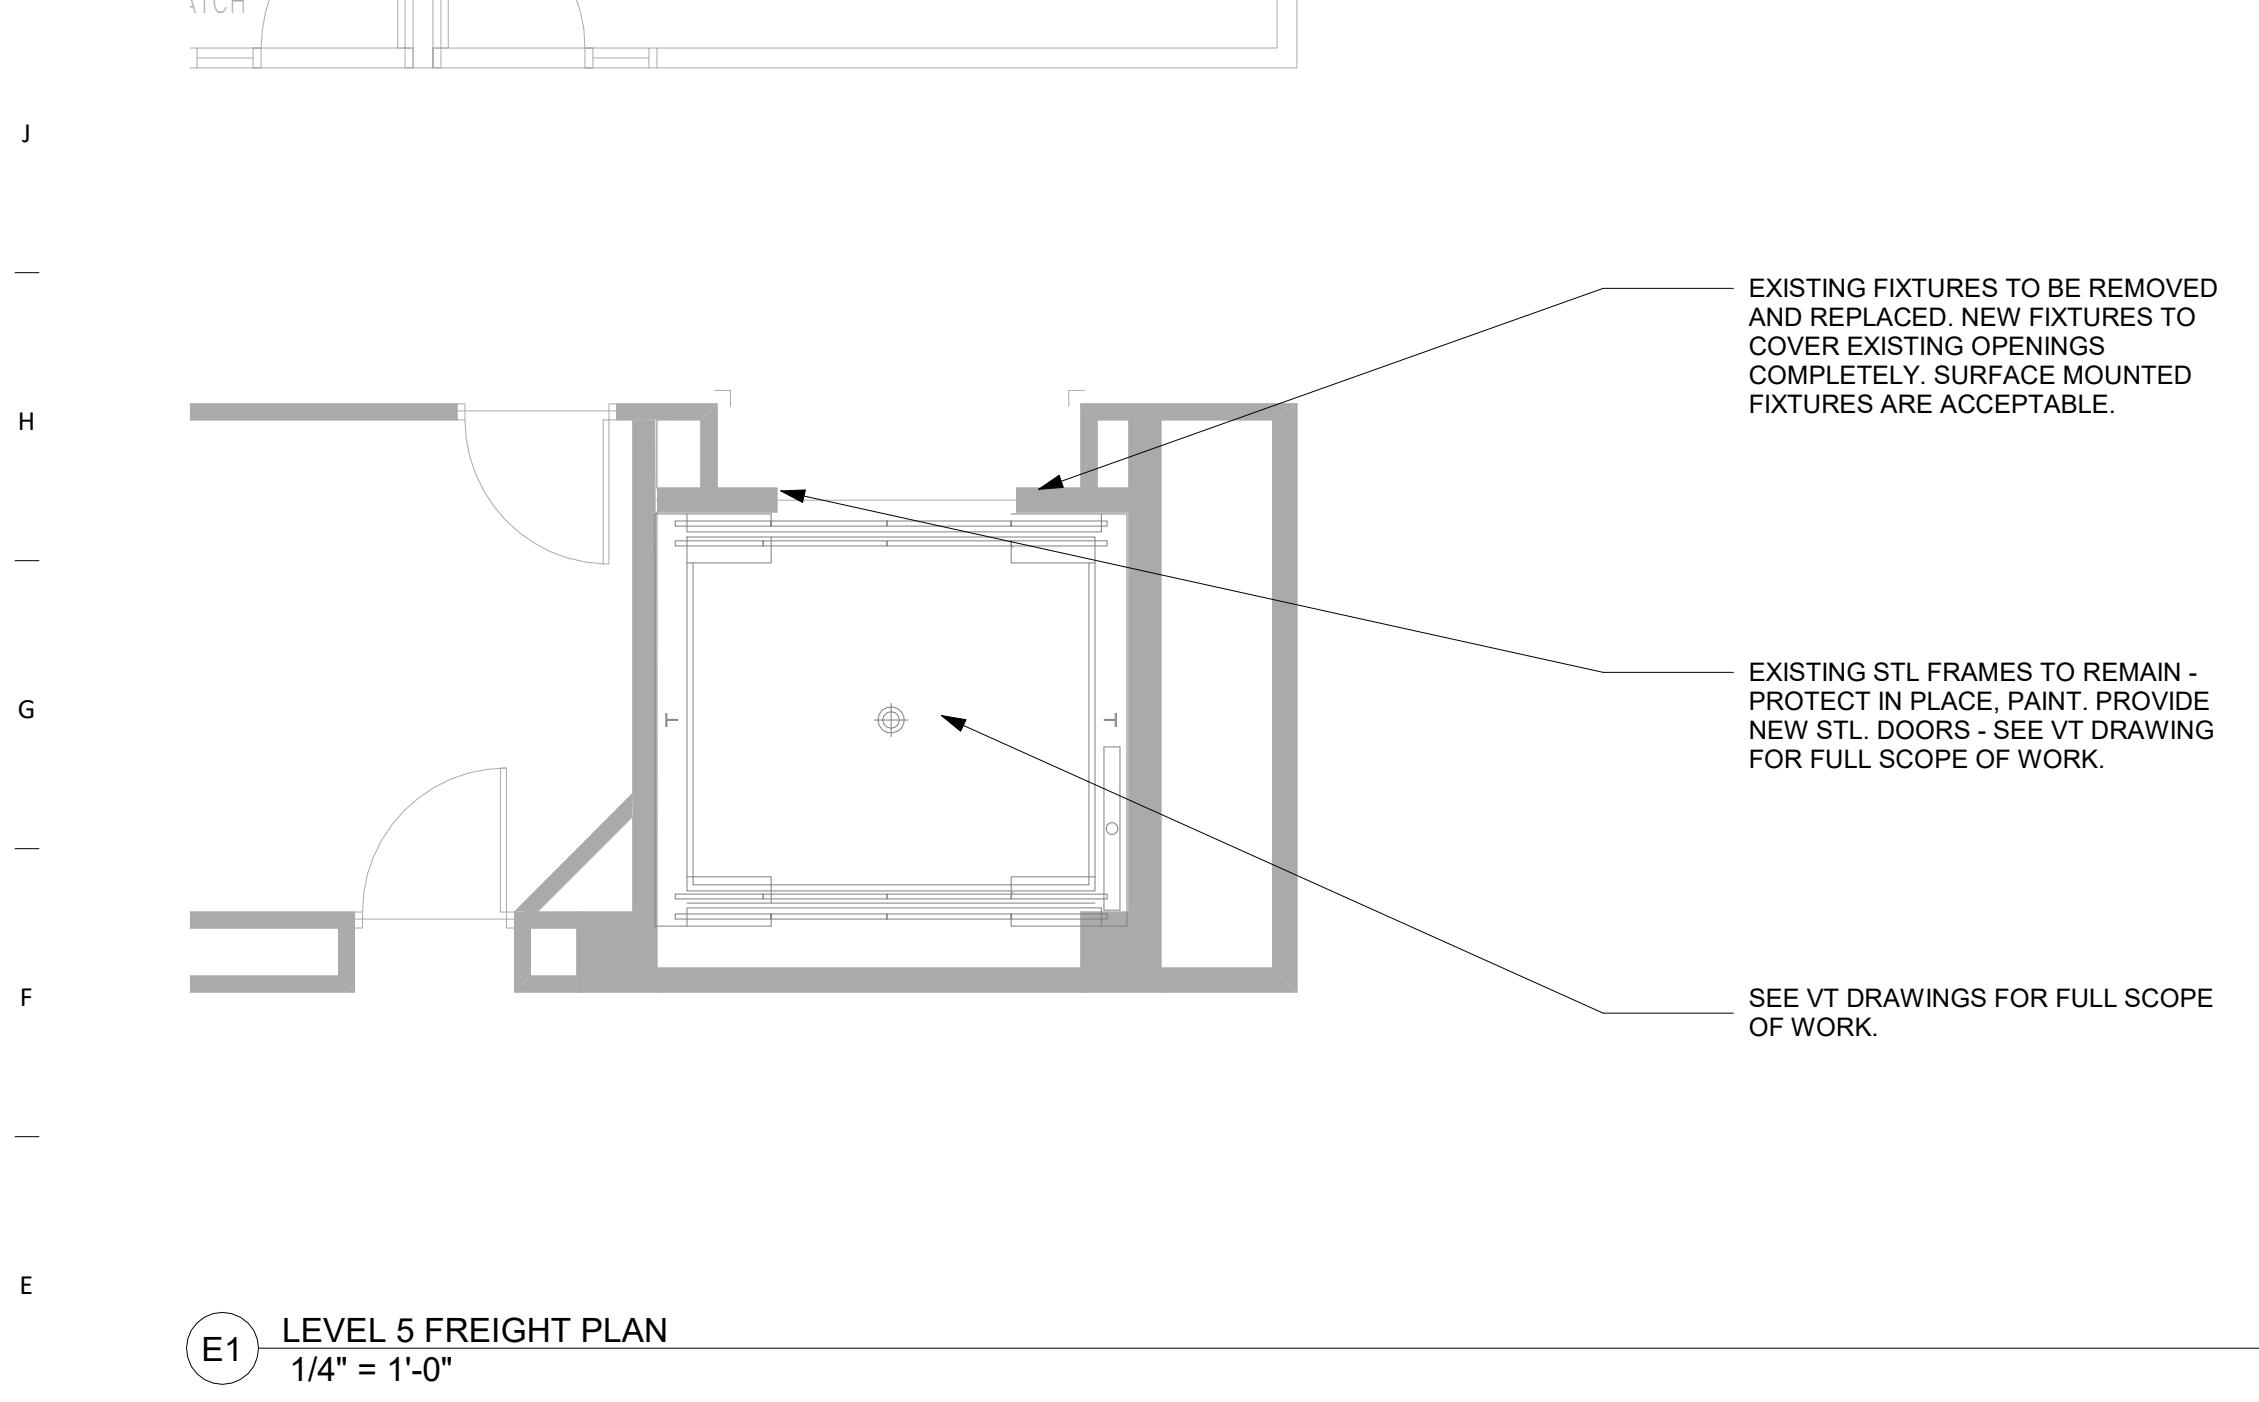 J
EXISTING FIXTURES TO BE REMOVED
AND REPLACED. NEW FIXTURES TO
COVER EXISTING OPENINGS
COMPLETELY. SURFACE MOUNTED
FIXTURES ARE ACCEPTABLE.
H
EXISTING STL FRAMES TO REMAIN -
PROTECT IN PLACE, PAINT. PROVIDE
NEW STL. DOORS - SEE VT DRAWING
FOR FULL SCOPE OF WORK.
G
F
SEE VT DRAWINGS FOR FULL SCOPE
OF WORK.
E
E1
LEVEL 5 FREIGHT PLAN
1/4" = 1'-0"